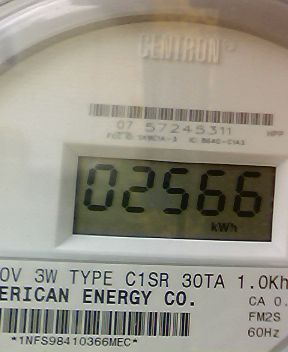 CENTRON
07 57245311
HPP
02566
kWh
0V 3W TYPE C1SR 30TA 1.0Kh
ERICAN ENERGY CO.
CA 0.
FM2S
60Hz
*1NFS98410366MEC*